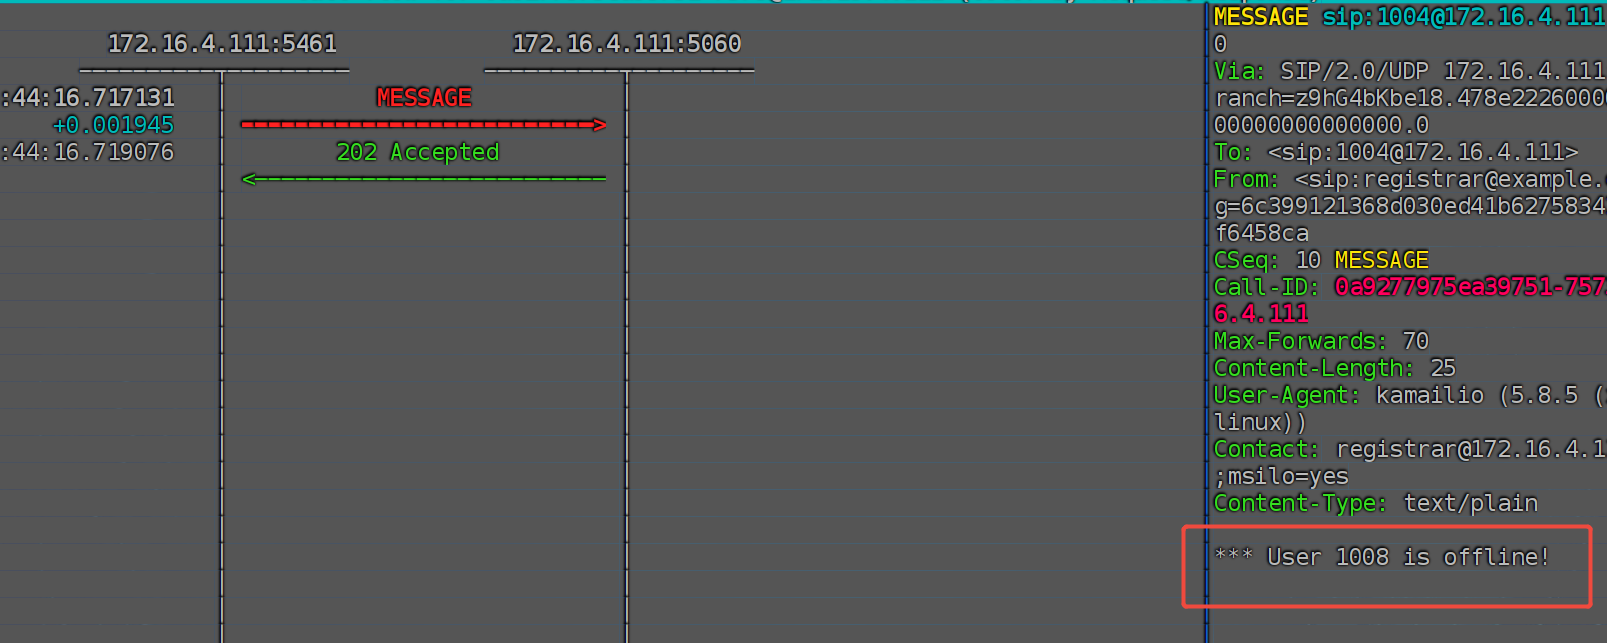 172.16.4.111:5461 172.16.4.111:5060
:44:16.717131 MESSAGE
+0.001945
:44:16.719076 202 Accepted
MESSAGE sip:1004@172.16.4.111
0
Via: SIP/2.0/UDP 172.16.4.111
ranch=z9hG4bKbe18.478e2226000
00000000000000.0
To: <sip:1004@172.16.4.111>
From: <sip:registrar@example.
g=6c399121368d030ed41b6275834
f6458ca
CSeq: 10 MESSAGE
Call-ID: 0a9277975ea39751-757
6.4.111
Max-Forwards: 70
Content-Length: 25
User-Agent: kamailio (5.8.5 (
linux))
Contact: registrar@172.16.4.1
;msilo=yes
Content-Type: text/plain
*** User 1008 is offline!